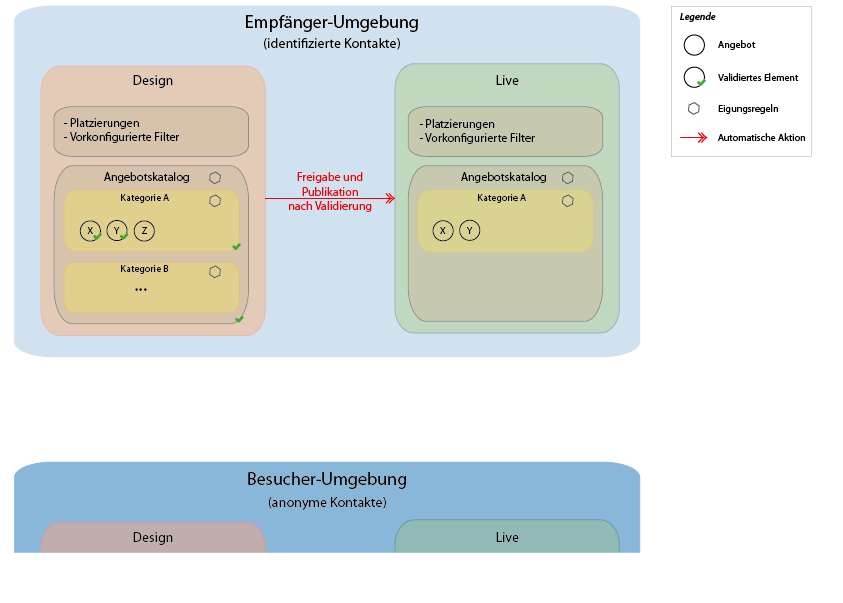 Empfänger-Umgebung
(identifizierte Kontakte)
Design
- Platzierungen
- Vorkonfigurierte Filter
Angebotskatalog
Kategorie A
X
Y
Z
Kategorie B
...
Freigabe und
Publikation
nach Validierung
Live
- Platzierungen
- Vorkonfigurierte Filter
Angebotskatalog
Kategorie A
X
Y
Legende
Angebot
Validiertes Element
Eigungsregeln
Automatische Aktion
Besucher-Umgebung
(anonyme Kontakte)
Design
Live